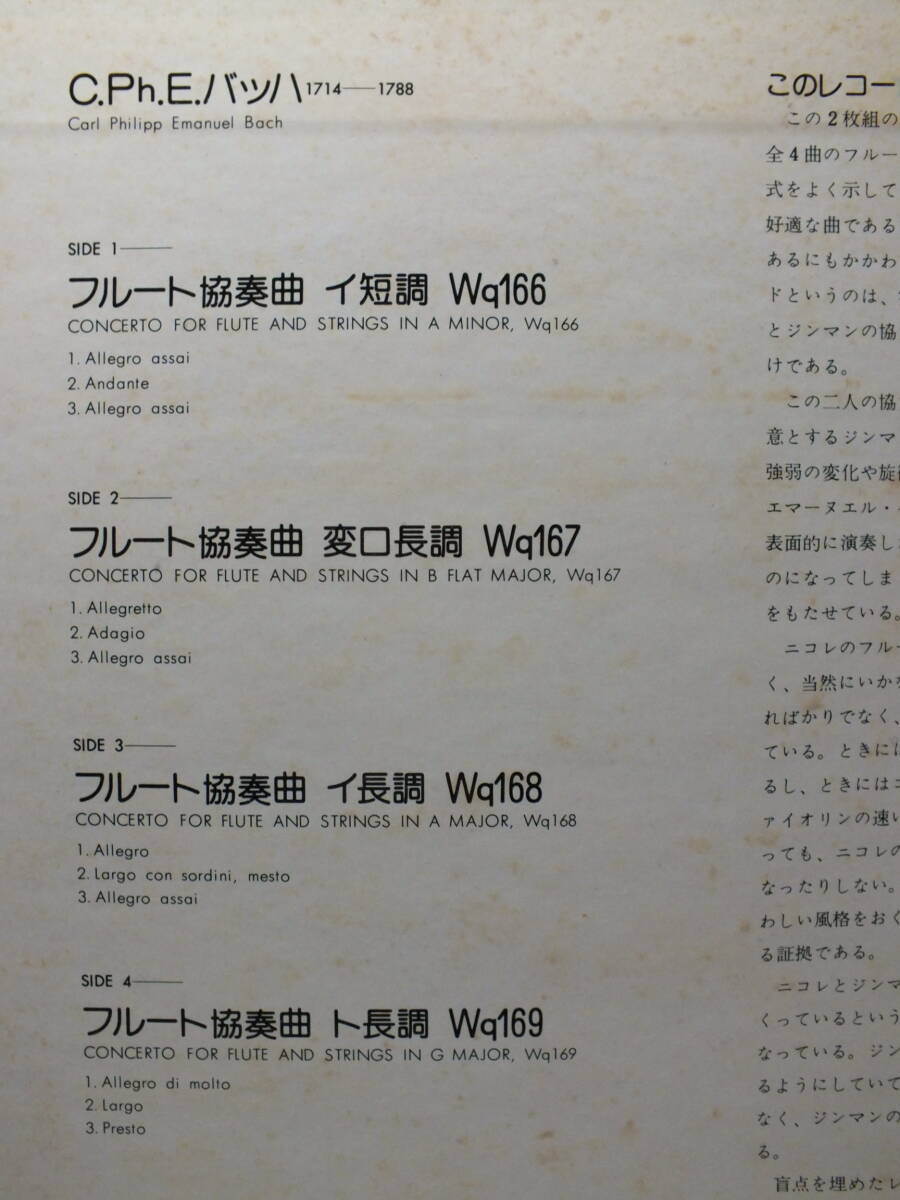 C.Ph.E.バッハ 1714——1788
Carl Philipp Emanuel Bach
SIDE 1——
フルート協奏曲 イ短調 Wq166
CONCERTO FOR FLUTE AND STRINGS IN A MINOR, Wq166
1. Allegro assai
2. Andante
3. Allegro assai
SIDE 2——
フルート協奏曲 変ロ長調 Wq167
CONCERTO FOR FLUTE AND STRINGS IN B FLAT MAJOR, Wq167
1. Allegretto
2. Adagio
3. Allegro assai
SIDE 3——
フルート協奏曲 イ長調 Wq168
CONCERTO FOR FLUTE AND STRINGS IN A MAJOR, Wq168
1. Allegro
2. Largo con sordini, mesto
3. Allegro assai
SIDE 4——
フルート協奏曲 ト長調 Wq169
CONCERTO FOR FLUTE AND STRINGS IN G MAJOR, Wq169
1. Allegro di molto
2. Largo
3. Presto
このレコー
この2枚組の
全4曲のフルー
式をよく示して
好適な曲である
あるにもかかわ
ドというのは、
とジンマンの協
けである。
この二人の協
意とするジンマ
強弱の変化や旋
エマーヌエル・
表面的に演奏し
のになってしま
をもたせている。
ニコレのフルー
く、当然にいか
ればかりでなく、
ている。ときには
るし、ときにはニ
ァイオリンの速い
っても、ニコレの
なったりしない。
わしい風格をおく
る証拠である。
ニコレとジンマ
くっているという
なっている。ジン
るようにしていて
なく、ジンマンの
る。
盲点を埋めたレ